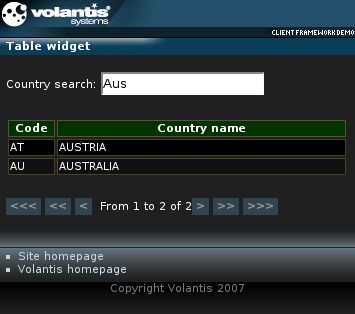 volantis
systems
CLIENT FRAMEWORK DEMO
Table widget
Country search: Aus
Code Country name
AT AUSTRIA
AU AUSTRALIA
<<< << < From 1 to 2 of 2 > >> >>>
Site homepage
Volantis homepage
Copyright Volantis 2007